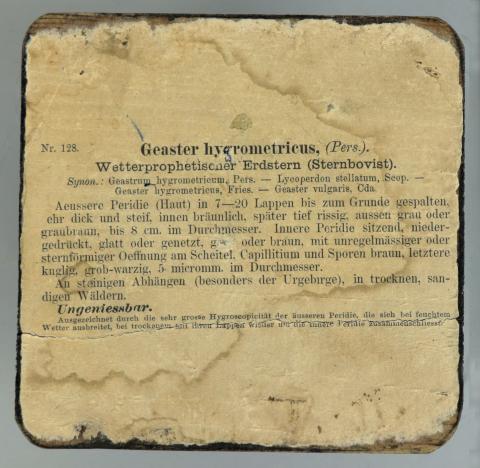 Nr. 128.
Geaster hygrometricus, (Pers.).
Wetterprophetischer Erdstern (Sternbovist).
Synon.: Geastrum hygrometricum, Pers. — Lycoperdon stellatum, Scop. —
Geaster hygrometricus, Fries. — Geaster vulgaris, Cda.
Aeussere Peridie (Haut) in 7—20 Lappen bis zum Grunde gespalten,
ehr dick und steif, innen bräunlich, später tief rissig, aussen grau oder
graubraun, bis 8 cm. im Durchmesser. Innere Peridie sitzend, nieder-
gedrückt, glatt oder genetzt, oder braun, mit unregelmässiger oder
sternförmiger Oeffnung am Scheitel. Capillitium und Sporen braun, letztere
kuglig, grob-warzig, 5 micromm. im Durchmesser.
An steinigen Abhängen (besonders der Urgebirge), in trocknen, san-
digen Wäldern.
Ungeniessbar.
Ausgezeichnet durch die sehr grosse Hygroscopicität der äusseren Peridie, die sich bei feuchtem
Wetter ausbreitet, bei trocknem mit ihren Lappen wieder um die innere Peridie zusammenschliesst.